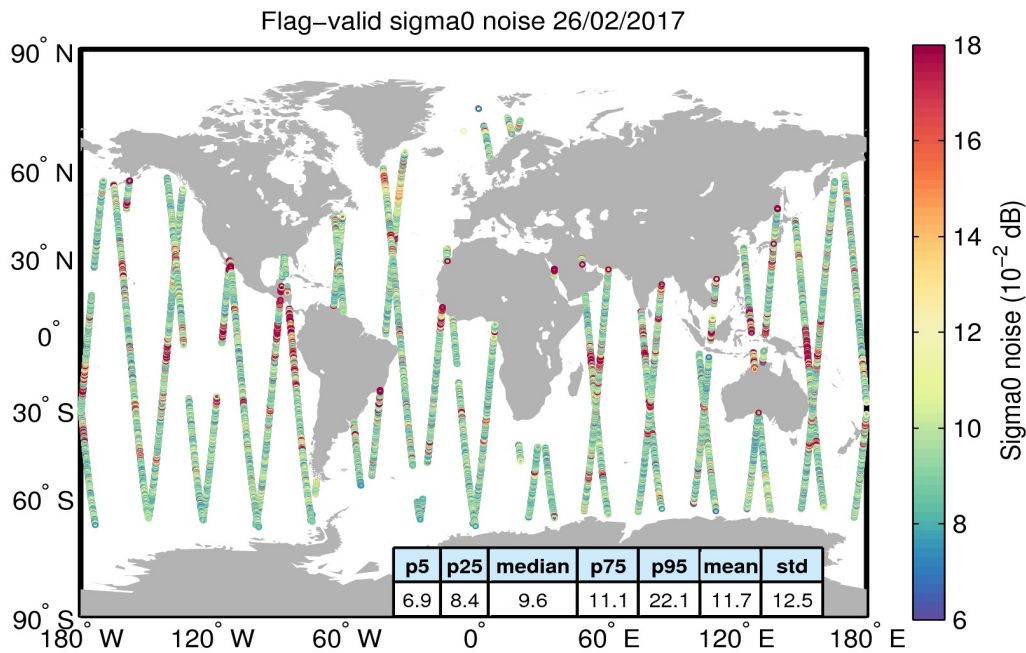 Flag−valid sigma0 noise 26/02/2017
90° N
60° N
30° N
0°
30° S
60° S
90° S
180° W
120° W
60° W
0°
60° E
120° E
180° E
p5 p25 median p75 p95 mean std
6.9 8.4 9.6 11.1 22.1 11.7 12.5
18
16
14
12
10
8
6
Sigma0 noise (10⁻² dB)